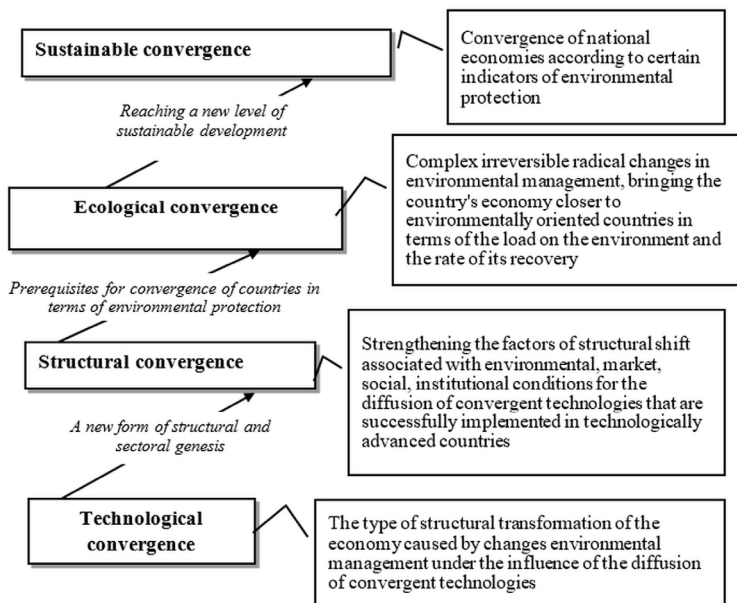 Sustainable convergence
Convergence of national
economies according to certain
indicators of environmental
protection
Reaching a new level of
sustainable development
Ecological convergence
Complex irreversible radical changes in
environmental management, bringing the
country's economy closer to
environmentally oriented countries in
terms of the load on the environment and
the rate of its recovery
Prerequisites for convergence of countries in
terms of environmental protection
Structural convergence
Strengthening the factors of structural shift
associated with environmental, market,
social, institutional conditions for the
diffusion of convergent technologies that are
successfully implemented in technologically
advanced countries
A new form of structural and
sectoral genesis
Technological
convergence
The type of structural transformation of the
economy caused by changes environmental
management under the influence of the diffusion
of convergent technologies